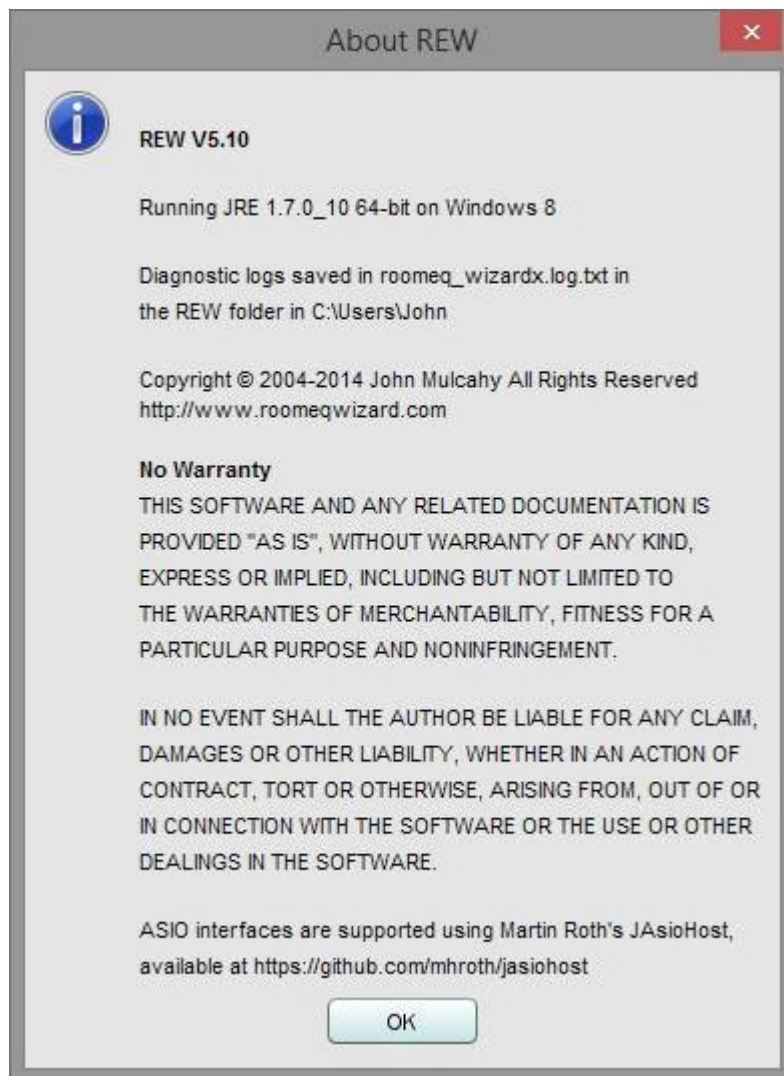 About REW
REW V5.10
Running JRE 1.7.0_10 64-bit on Windows 8
Diagnostic logs saved in roomeq_wizardx.log.txt in
the REW folder in C:\Users\John
Copyright © 2004-2014 John Mulcahy All Rights Reserved
http://www.roomeqwizard.com
No Warranty
THIS SOFTWARE AND ANY RELATED DOCUMENTATION IS
PROVIDED "AS IS", WITHOUT WARRANTY OF ANY KIND,
EXPRESS OR IMPLIED, INCLUDING BUT NOT LIMITED TO
THE WARRANTIES OF MERCHANTABILITY, FITNESS FOR A
PARTICULAR PURPOSE AND NONINFRINGEMENT.
IN NO EVENT SHALL THE AUTHOR BE LIABLE FOR ANY CLAIM,
DAMAGES OR OTHER LIABILITY, WHETHER IN AN ACTION OF
CONTRACT, TORT OR OTHERWISE, ARISING FROM, OUT OF OR
IN CONNECTION WITH THE SOFTWARE OR THE USE OR OTHER
DEALINGS IN THE SOFTWARE.
ASIO interfaces are supported using Martin Roth's JAsioHost,
available at https://github.com/mhroth/jasiohost
OK